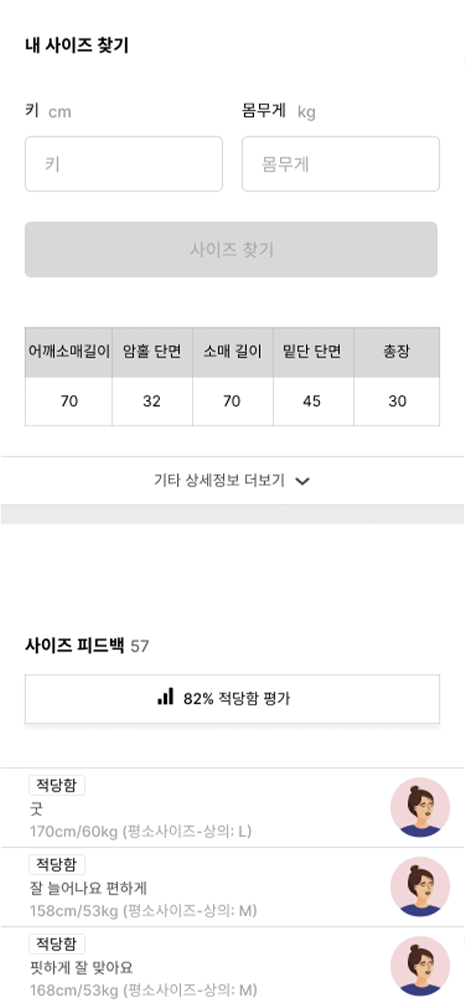 내 사이즈 찾기
키 cm 몸무게 kg
키 몸무게
사이즈 찾기
어깨소매길이 암홀 단면 소매 길이 밑단 단면 총장
70 32 70 45 30
기타 상세정보 더보기
사이즈 피드백 57
82% 적당함 평가
적당함
굿
170cm/60kg (평소사이즈-상의: L)
적당함
잘 늘어나요 편하게
158cm/53kg (평소사이즈-상의: M)
적당함
핏하게 잘 맞아요
168cm/53kg (평소사이즈-상의: M)